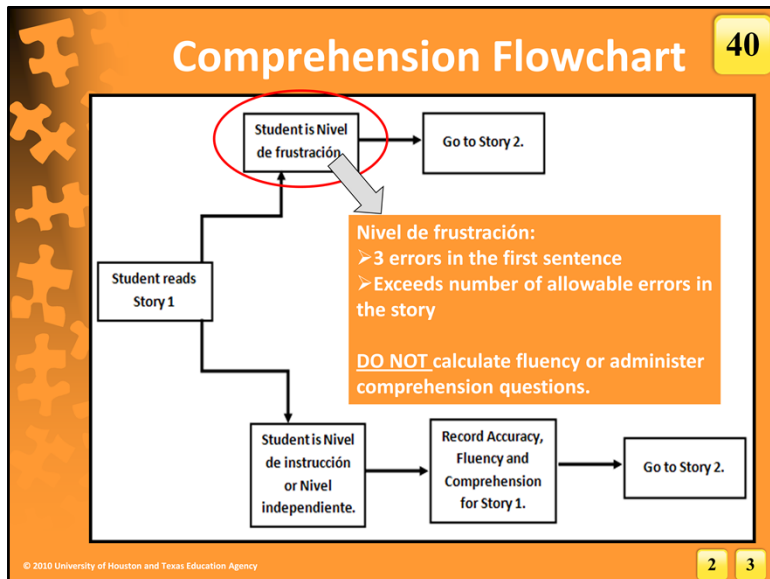 Comprehension Flowchart
40
Student is Nivel
de frustración.
Go to Story 2.
Nivel de frustración:
➢3 errors in the first sentence
➢Exceeds number of allowable errors in
the story
DO NOT calculate fluency or administer
comprehension questions.
Student reads
Story 1
Student is Nivel
de instrucción
or Nivel
independiente.
Record Accuracy,
Fluency and
Comprehension
for Story 1.
Go to Story 2.
© 2010 University of Houston and Texas Education Agency
2
3